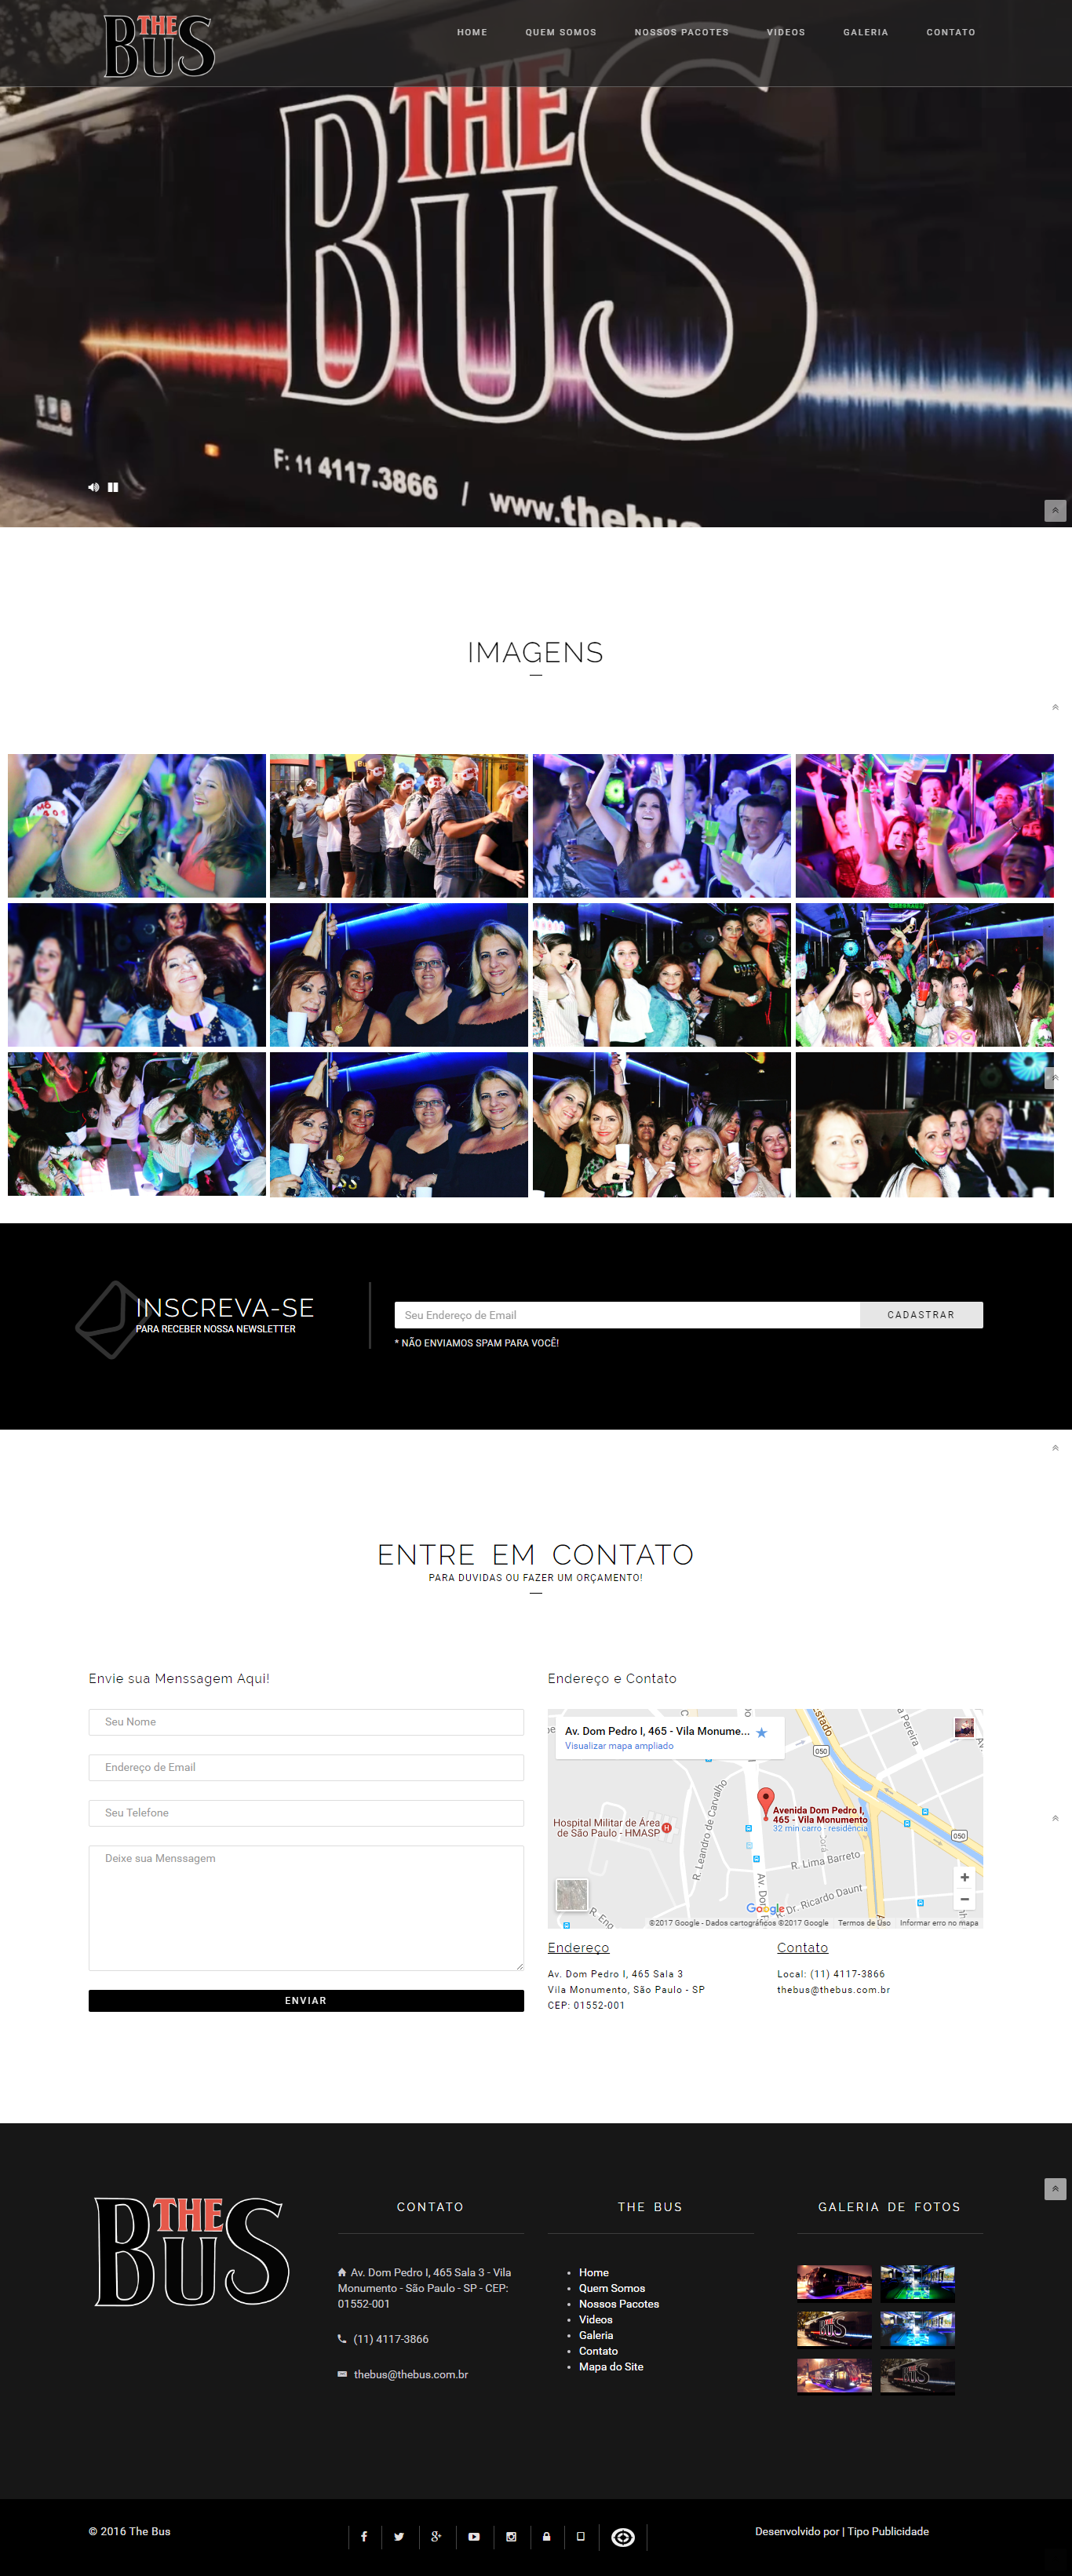 THE
BUS
HOME QUEM SOMOS NOSSOS PACOTES VIDEOS GALERIA CONTATO
THE
BUS
F: 11 4117.3866 / www.thebus
IMAGENS
INSCREVA-SE
PARA RECEBER NOSSA NEWSLETTER
Seu Endereço de Email
CADASTRAR
* NÃO ENVIAMOS SPAM PARA VOCÊ!
ENTRE EM CONTATO
PARA DUVIDAS OU FAZER UM ORÇAMENTO!
Envie sua Menssagem Aqui!
Seu Nome
Endereço de Email
Seu Telefone
Deixe sua Menssagem
ENVIAR
Endereço e Contato
Av. Dom Pedro I, 465 - Vila Monume...
Visualizar mapa ampliado
050
Avenida Dom Pedro I,
465 - Vila Monumento
32 min carro - residência
Hospital Militar de Área
de São Paulo - HMASP
H
R. Leandro de Carvalho
050
R. Lima Barreto
R. Dr. Ricardo Daunt
Google
©2017 Google - Dados cartográficos ©2017 Google Termos de Uso Informar erro no mapa
Endereço
Av. Dom Pedro I, 465 Sala 3
Vila Monumento, São Paulo - SP
CEP: 01552-001
Contato
Local: (11) 4117-3866
thebus@thebus.com.br
THE
BUS
CONTATO
Av. Dom Pedro I, 465 Sala 3 - Vila
Monumento - São Paulo - SP - CEP:
01552-001
(11) 4117-3866
thebus@thebus.com.br
THE BUS
Home
Quem Somos
Nossos Pacotes
Videos
Galeria
Contato
Mapa do Site
GALERIA DE FOTOS
© 2016 The Bus
Desenvolvido por | Tipo Publicidade